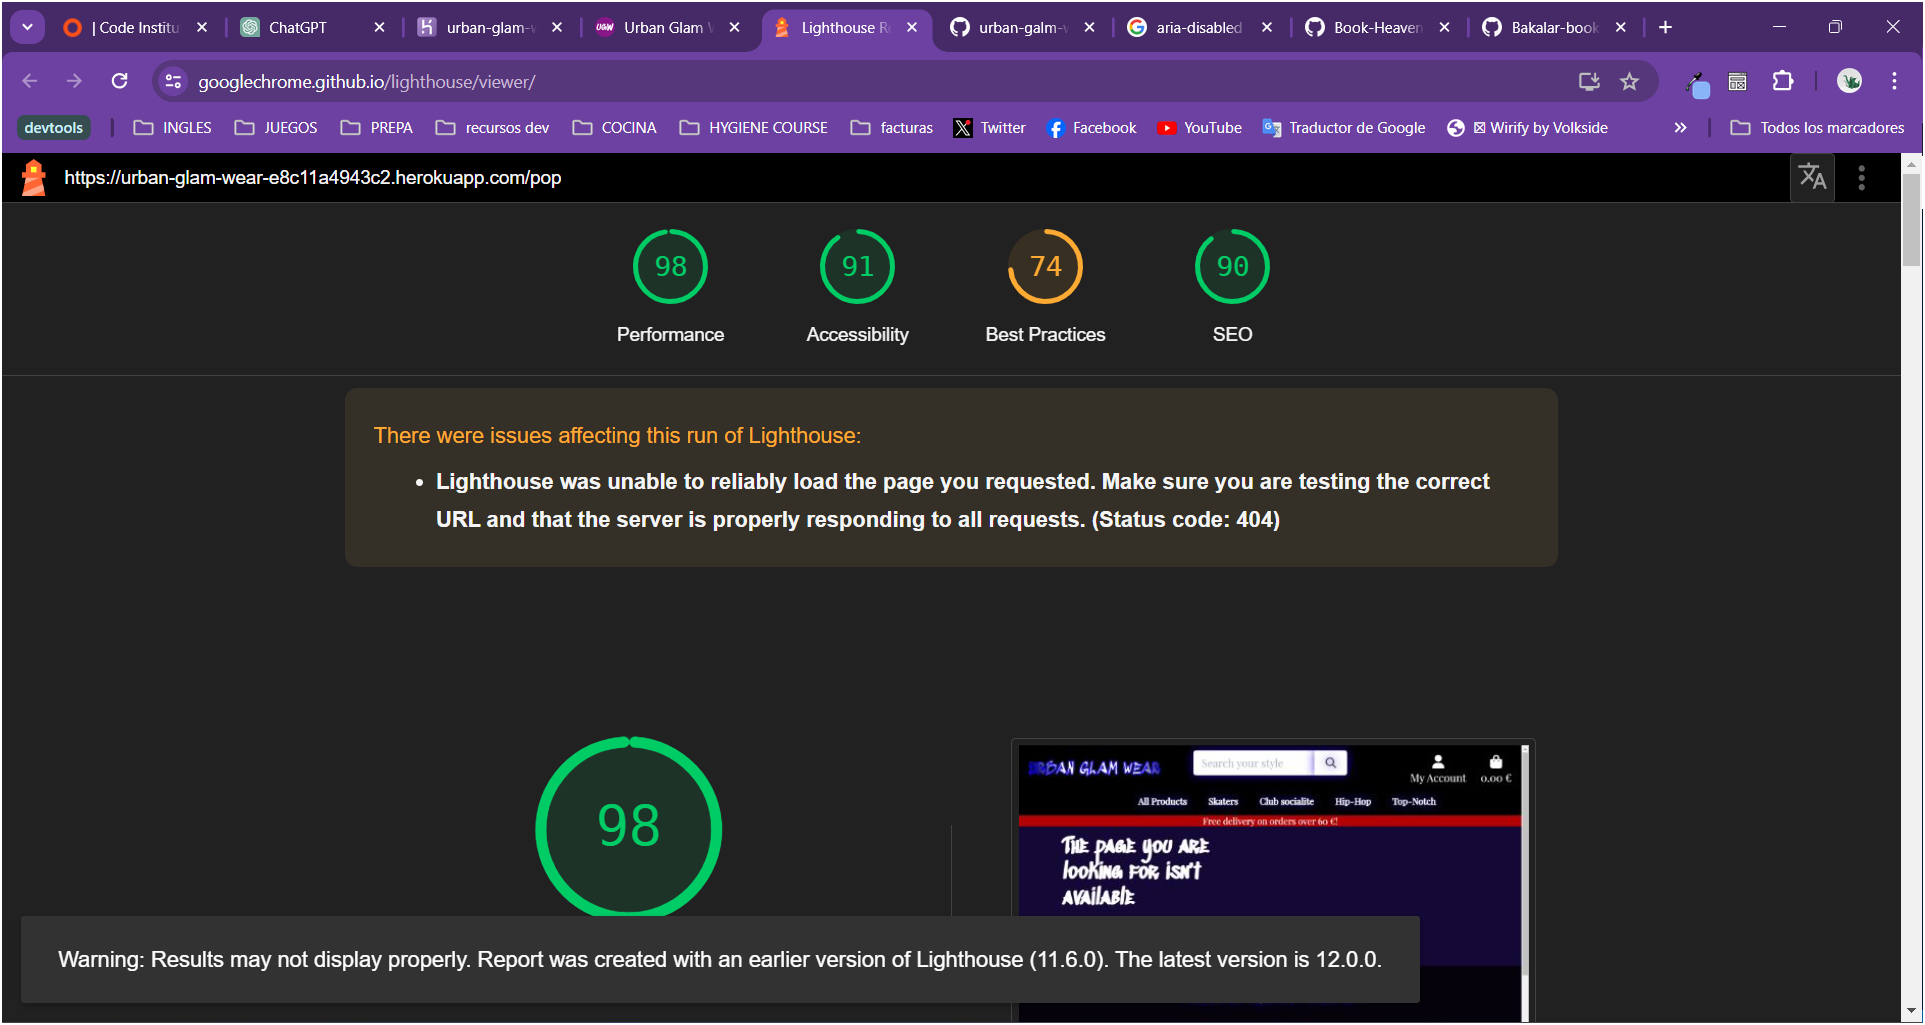 | Code Institu
ChatGPT
urban-glam-w
UGW
Urban Glam W
Lighthouse Re
urban-galm-w
aria-disabled
Book-Heaven
Bakalar-book
googlechrome.github.io/lighthouse/viewer/
devtools
INGLES
JUEGOS
PREPA
recursos dev
COCINA
HYGIENE COURSE
facturas
Twitter
Facebook
YouTube
Traductor de Google
Wirify by Volkside
Todos los marcadores
https://urban-glam-wear-e8c11a4943c2.herokuapp.com/pop
98
91
74
90
Performance
Accessibility
Best Practices
SEO
There were issues affecting this run of Lighthouse:
Lighthouse was unable to reliably load the page you requested. Make sure you are testing the correct
URL and that the server is properly responding to all requests. (Status code: 404)
98
URBAN GLAM WEAR
Search your style
My Account
0.00 €
All Products
Skaters
Club socialite
Hip-Hop
Top-Notch
Free delivery on orders over 60 €!
The page you are
looking for isn't
available
Warning: Results may not display properly. Report was created with an earlier version of Lighthouse (11.6.0). The latest version is 12.0.0.